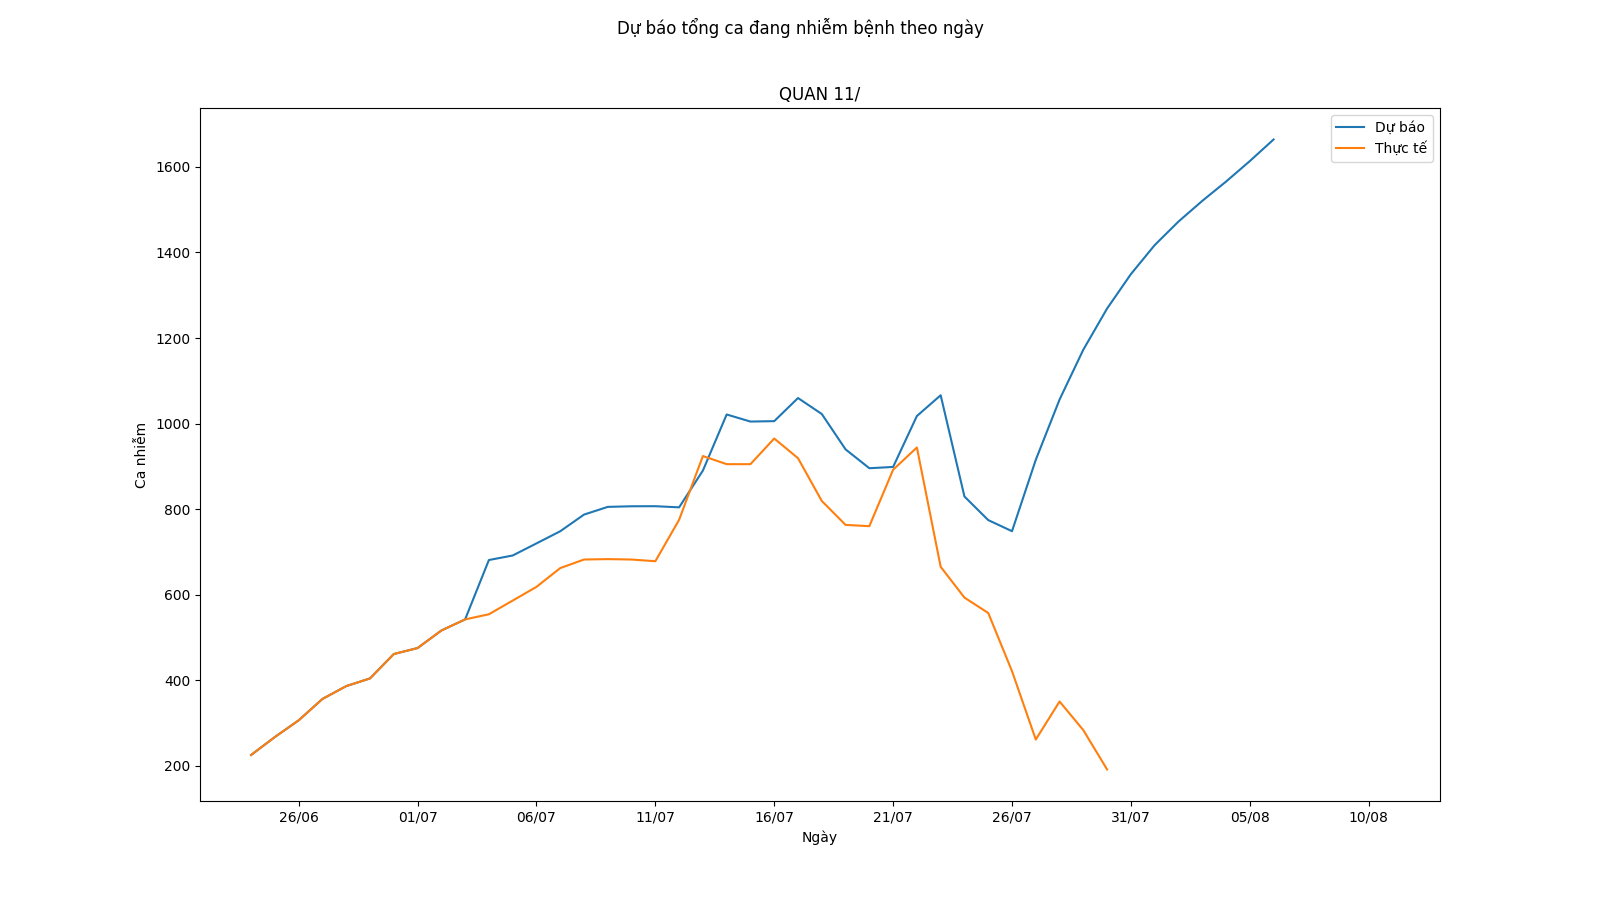 Dự báo tổng ca đang nhiễm bệnh theo ngày
QUAN 11/
Dự báo
Thực tế
1600
1400
1200
1000
800
600
400
200
Ca nhiễm
26/06 01/07 06/07 11/07 16/07 21/07 26/07 31/07 05/08 10/08
Ngày